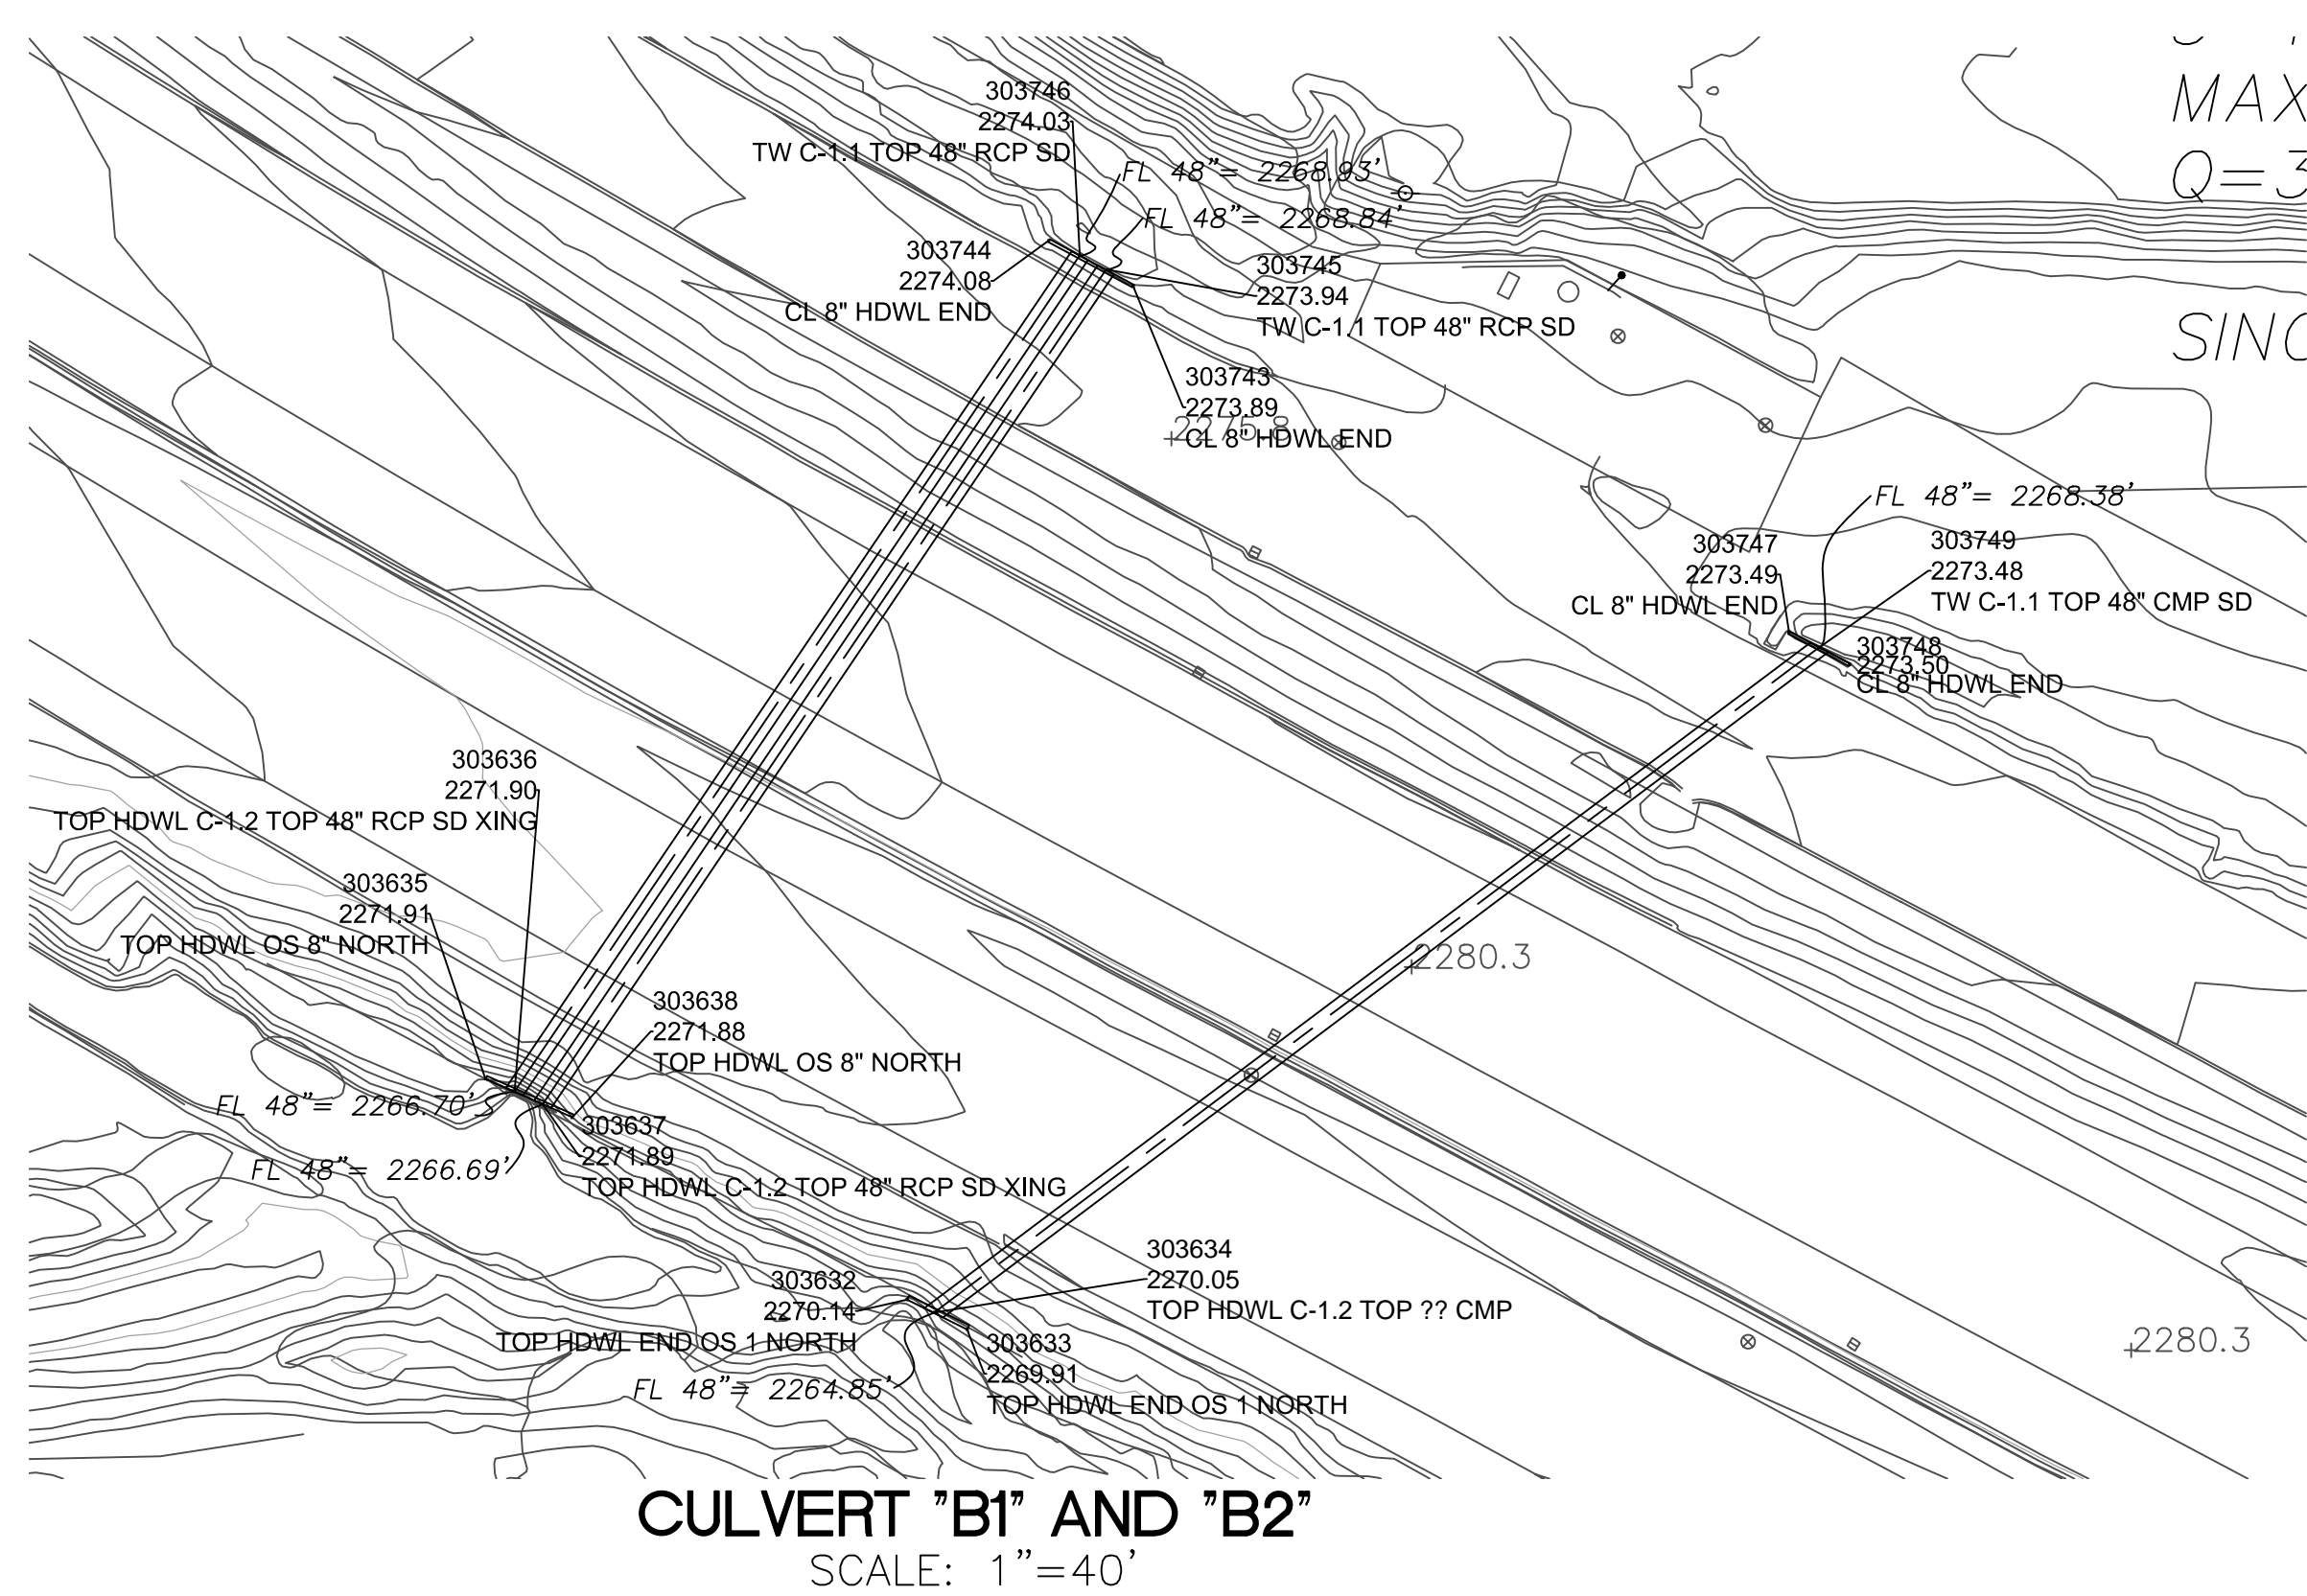 MAX
303746
2274.03
TW C-1.1 TOP 48" RCP SD
FL 48"= 2268.93'
Q=3
FL 48"= 2268.84'
303744
2274.08
CL 8" HDWL END
303745
2273.94
TW C-1.1 TOP 48" RCP SD
303743
2273.89
CL 8" HDWL END
2275.8
FL 48"= 2268.38'
303747
2273.49
CL 8" HDWL END
303749
2273.48
TW C-1.1 TOP 48" CMP SD
303748
2273.50
CL 8" HDWL END
303636
2271.90
TOP HDWL C-1.2 TOP 48" RCP SD XING
303635
2271.91
TOP HDWL OS 8" NORTH
2280.3
303638
2271.88
TOP HDWL OS 8" NORTH
FL 48"= 2266.70'
303637
2271.89
TOP HDWL C-1.2 TOP 48" RCP SD XING
FL 48"= 2266.69'
303634
2270.05
TOP HDWL C-1.2 TOP ?? CMP
303632
2270.14
TOP HDWL END OS 1 NORTH
303633
2269.91
TOP HDWL END OS 1 NORTH
2280.3
FL 48"= 2264.85'
CULVERT "B1" AND "B2"
SCALE: 1"=40'